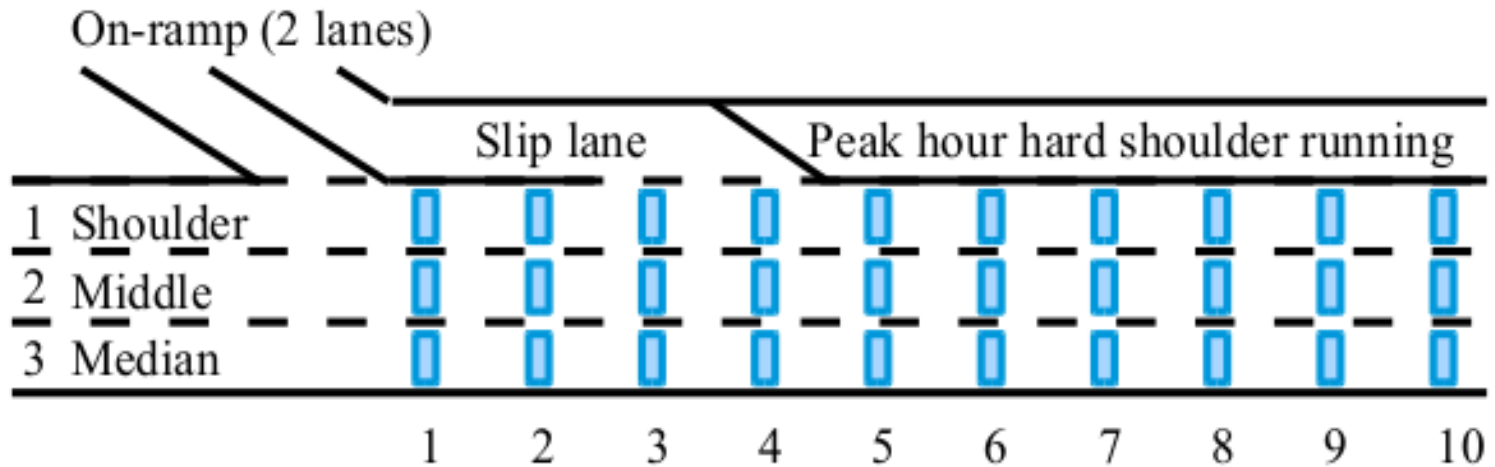 On-ramp (2 lanes)
Slip lane
Peak hour hard shoulder running
1 Shoulder
2 Middle
3 Median
1 2 3 4 5 6 7 8 9 10